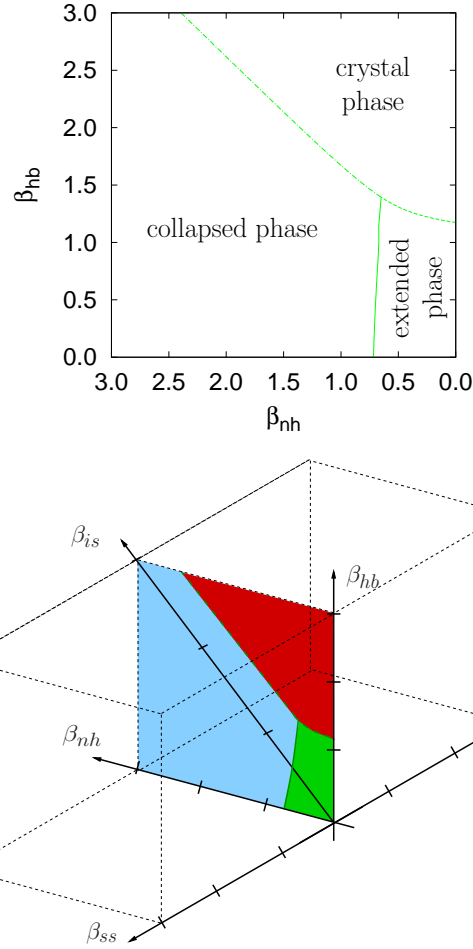 3.0
2.5
2.0
1.5
1.0
0.5
0.0
β_hb
crystal
phase
collapsed phase
extended
phase
3.0 2.5 2.0 1.5 1.0 0.5 0.0
β_nh
β_is
β_hb
β_nh
β_ss